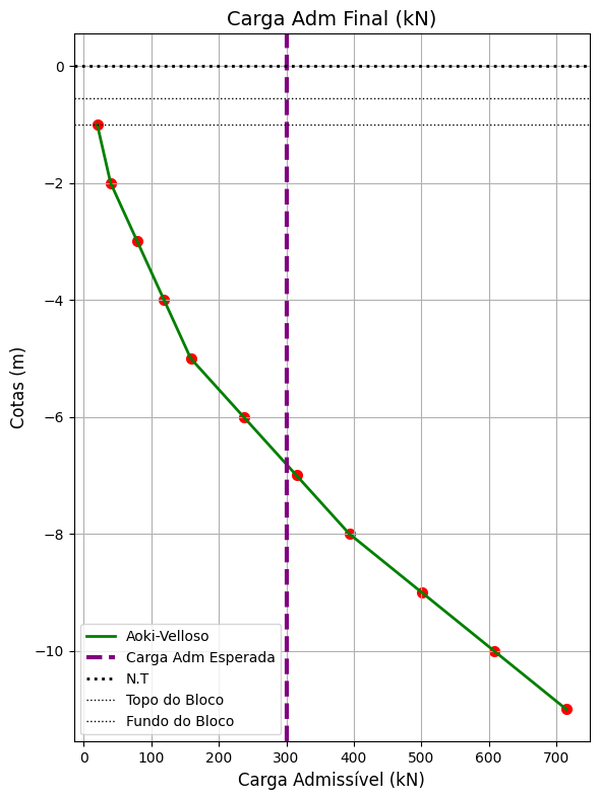 Carga Adm Final (kN)
0
−2
−4
−6
−8
−10
Cotas (m)
Aoki-Velloso
Carga Adm Esperada
N.T
Topo do Bloco
Fundo do Bloco
0 100 200 300 400 500 600 700
Carga Admissível (kN)